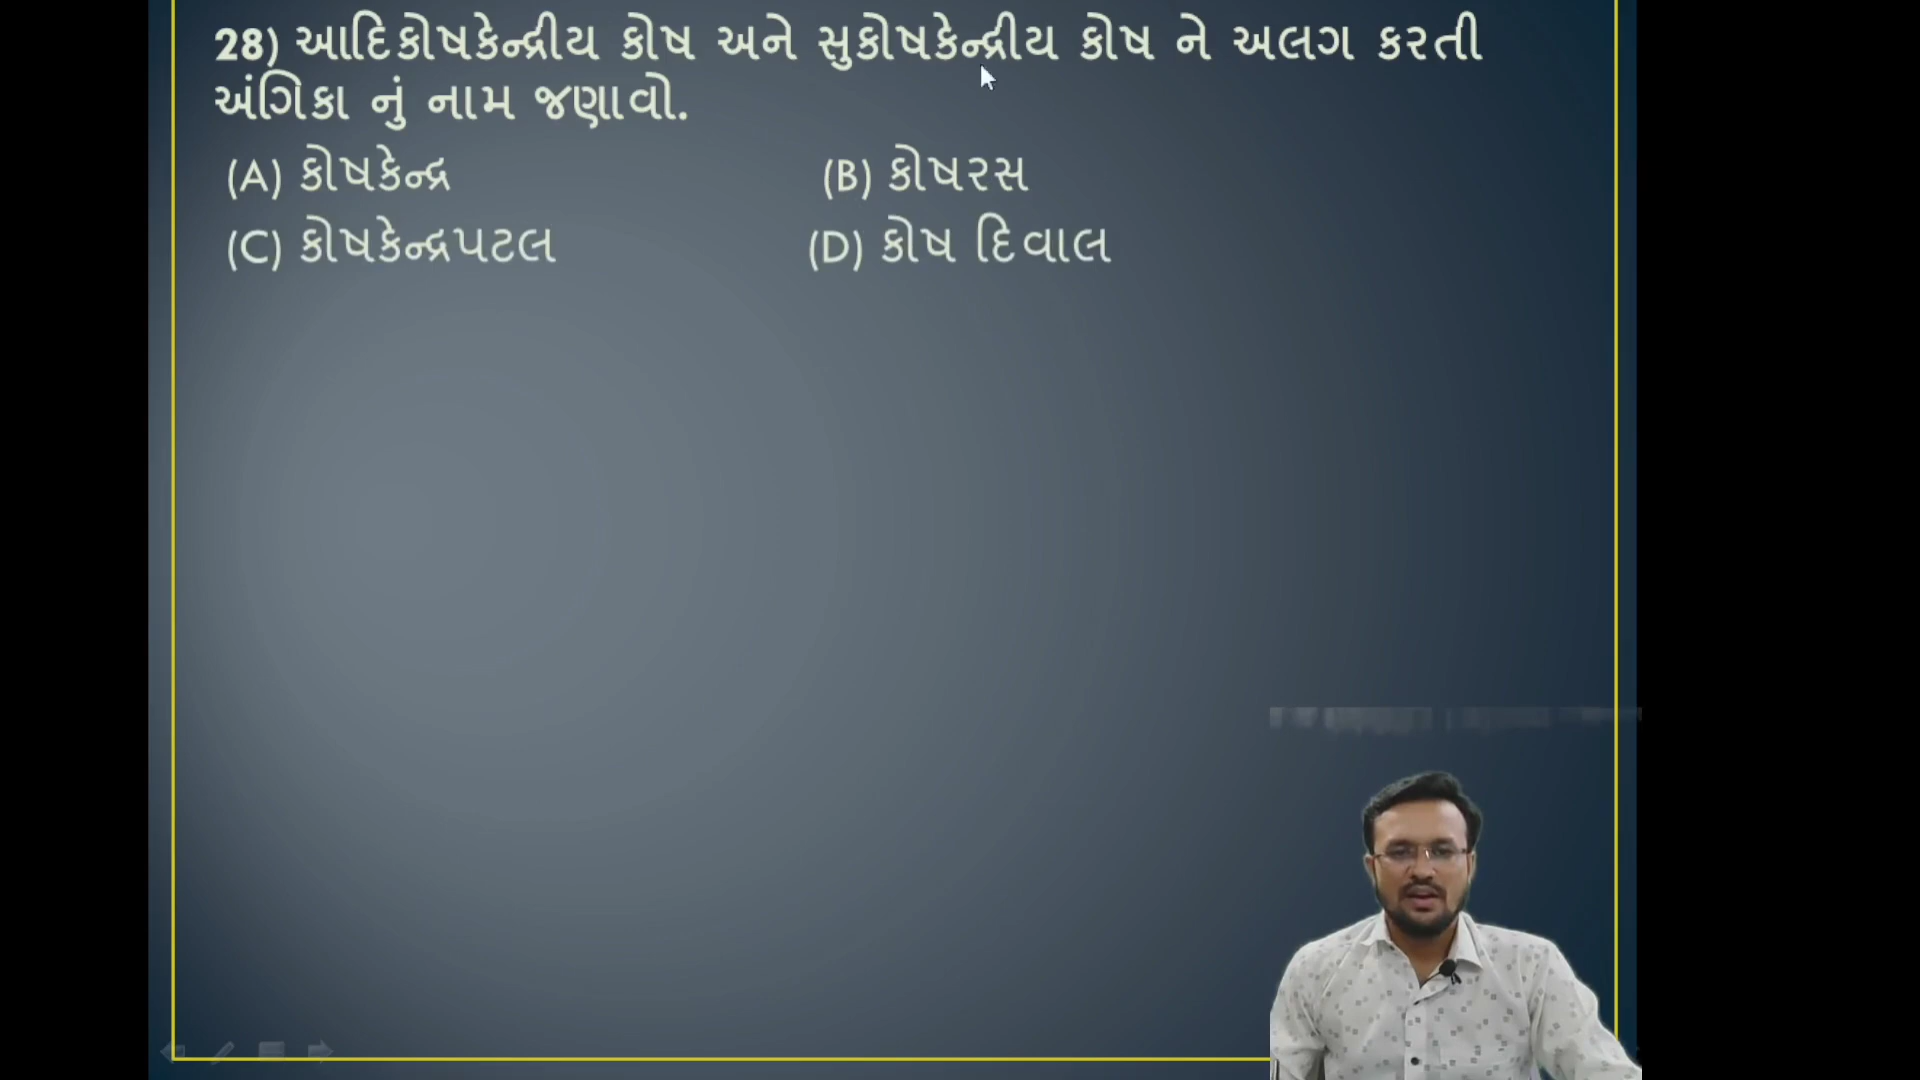 28) આદિકોષકેન્દ્રીય કોષ અને સુકોષકેન્દ્રીય કોષ ને અલગ કરતી
અંગિકા નું નામ જણાવો.
(A) કોષકેન્દ્ર (B) કોષરસ
(C) કોષકેન્દ્રપટલ (D) કોષ દિવાલ